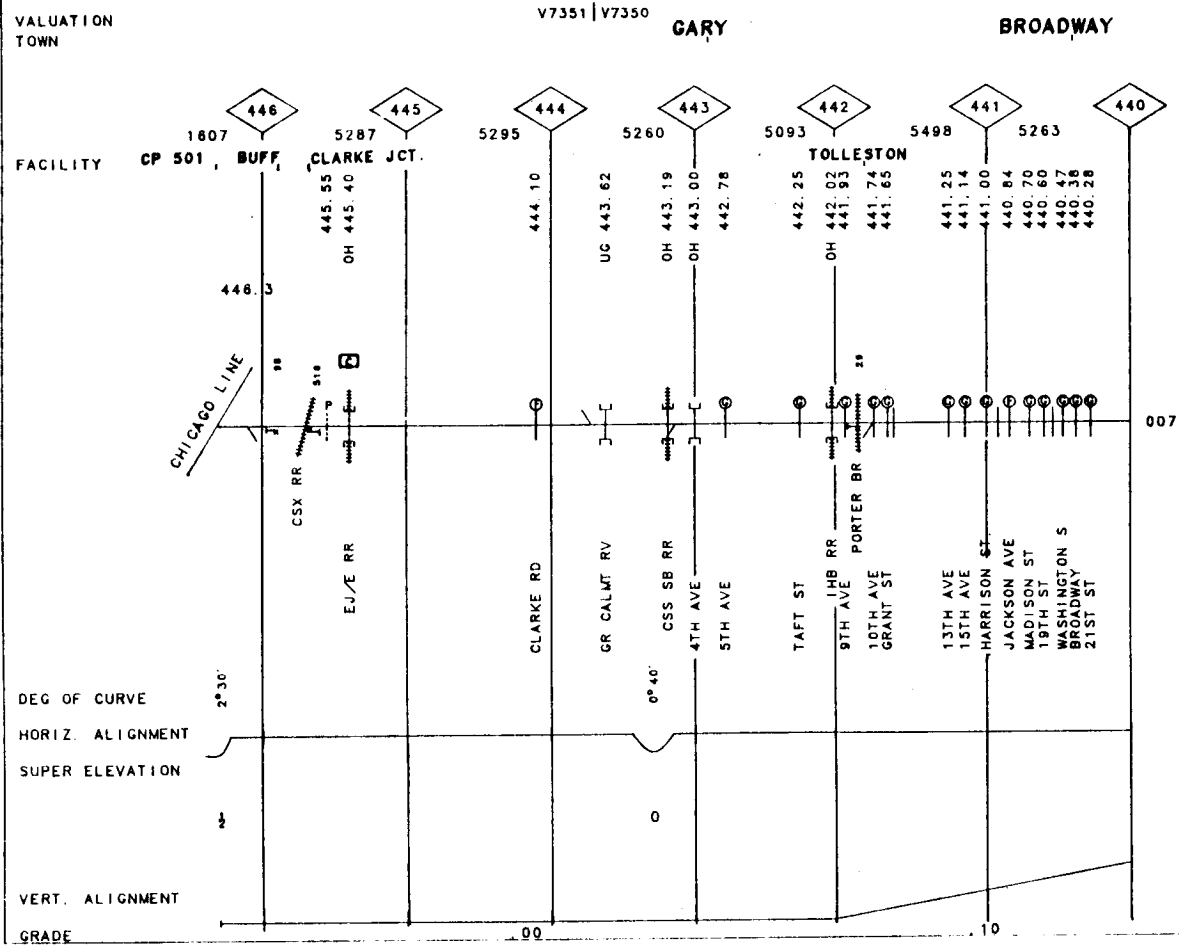 V7351 | V7350
VALUATION
TOWN
GARY
BROADWAY
446
445
444
443
442
441
440
1607
5287
5295
5260
5093
5498
5263
FACILITY
CP 501
BUFF
CLARKE JCT.
TOLLESTON
445.55
OH 445.40
444.10
UG 443.62
OH 443.19
OH 443.00
442.78
442.25
OH 442.02
441.93
441.74
441.65
441.25
441.14
441.00
440.84
440.70
440.60
440.47
440.38
440.28
446.3
CHICAGO LINE
98
518
P
29
007
CSX RR
EJ/E RR
CLARKE RD
GR CALMT RV
CSS SB RR
4TH AVE
5TH AVE
TAFT ST
IHB RR
9TH AVE
PORTER BR
10TH AVE
GRANT ST
13TH AVE
15TH AVE
HARRISON ST
JACKSON AVE
MADISON ST
19TH ST
WASHINGTON S
BROADWAY
21ST ST
DEG OF CURVE
2°30'
0°40'
HORIZ. ALIGNMENT
SUPER ELEVATION
½
0
VERT. ALIGNMENT
GRADE
.00
.10